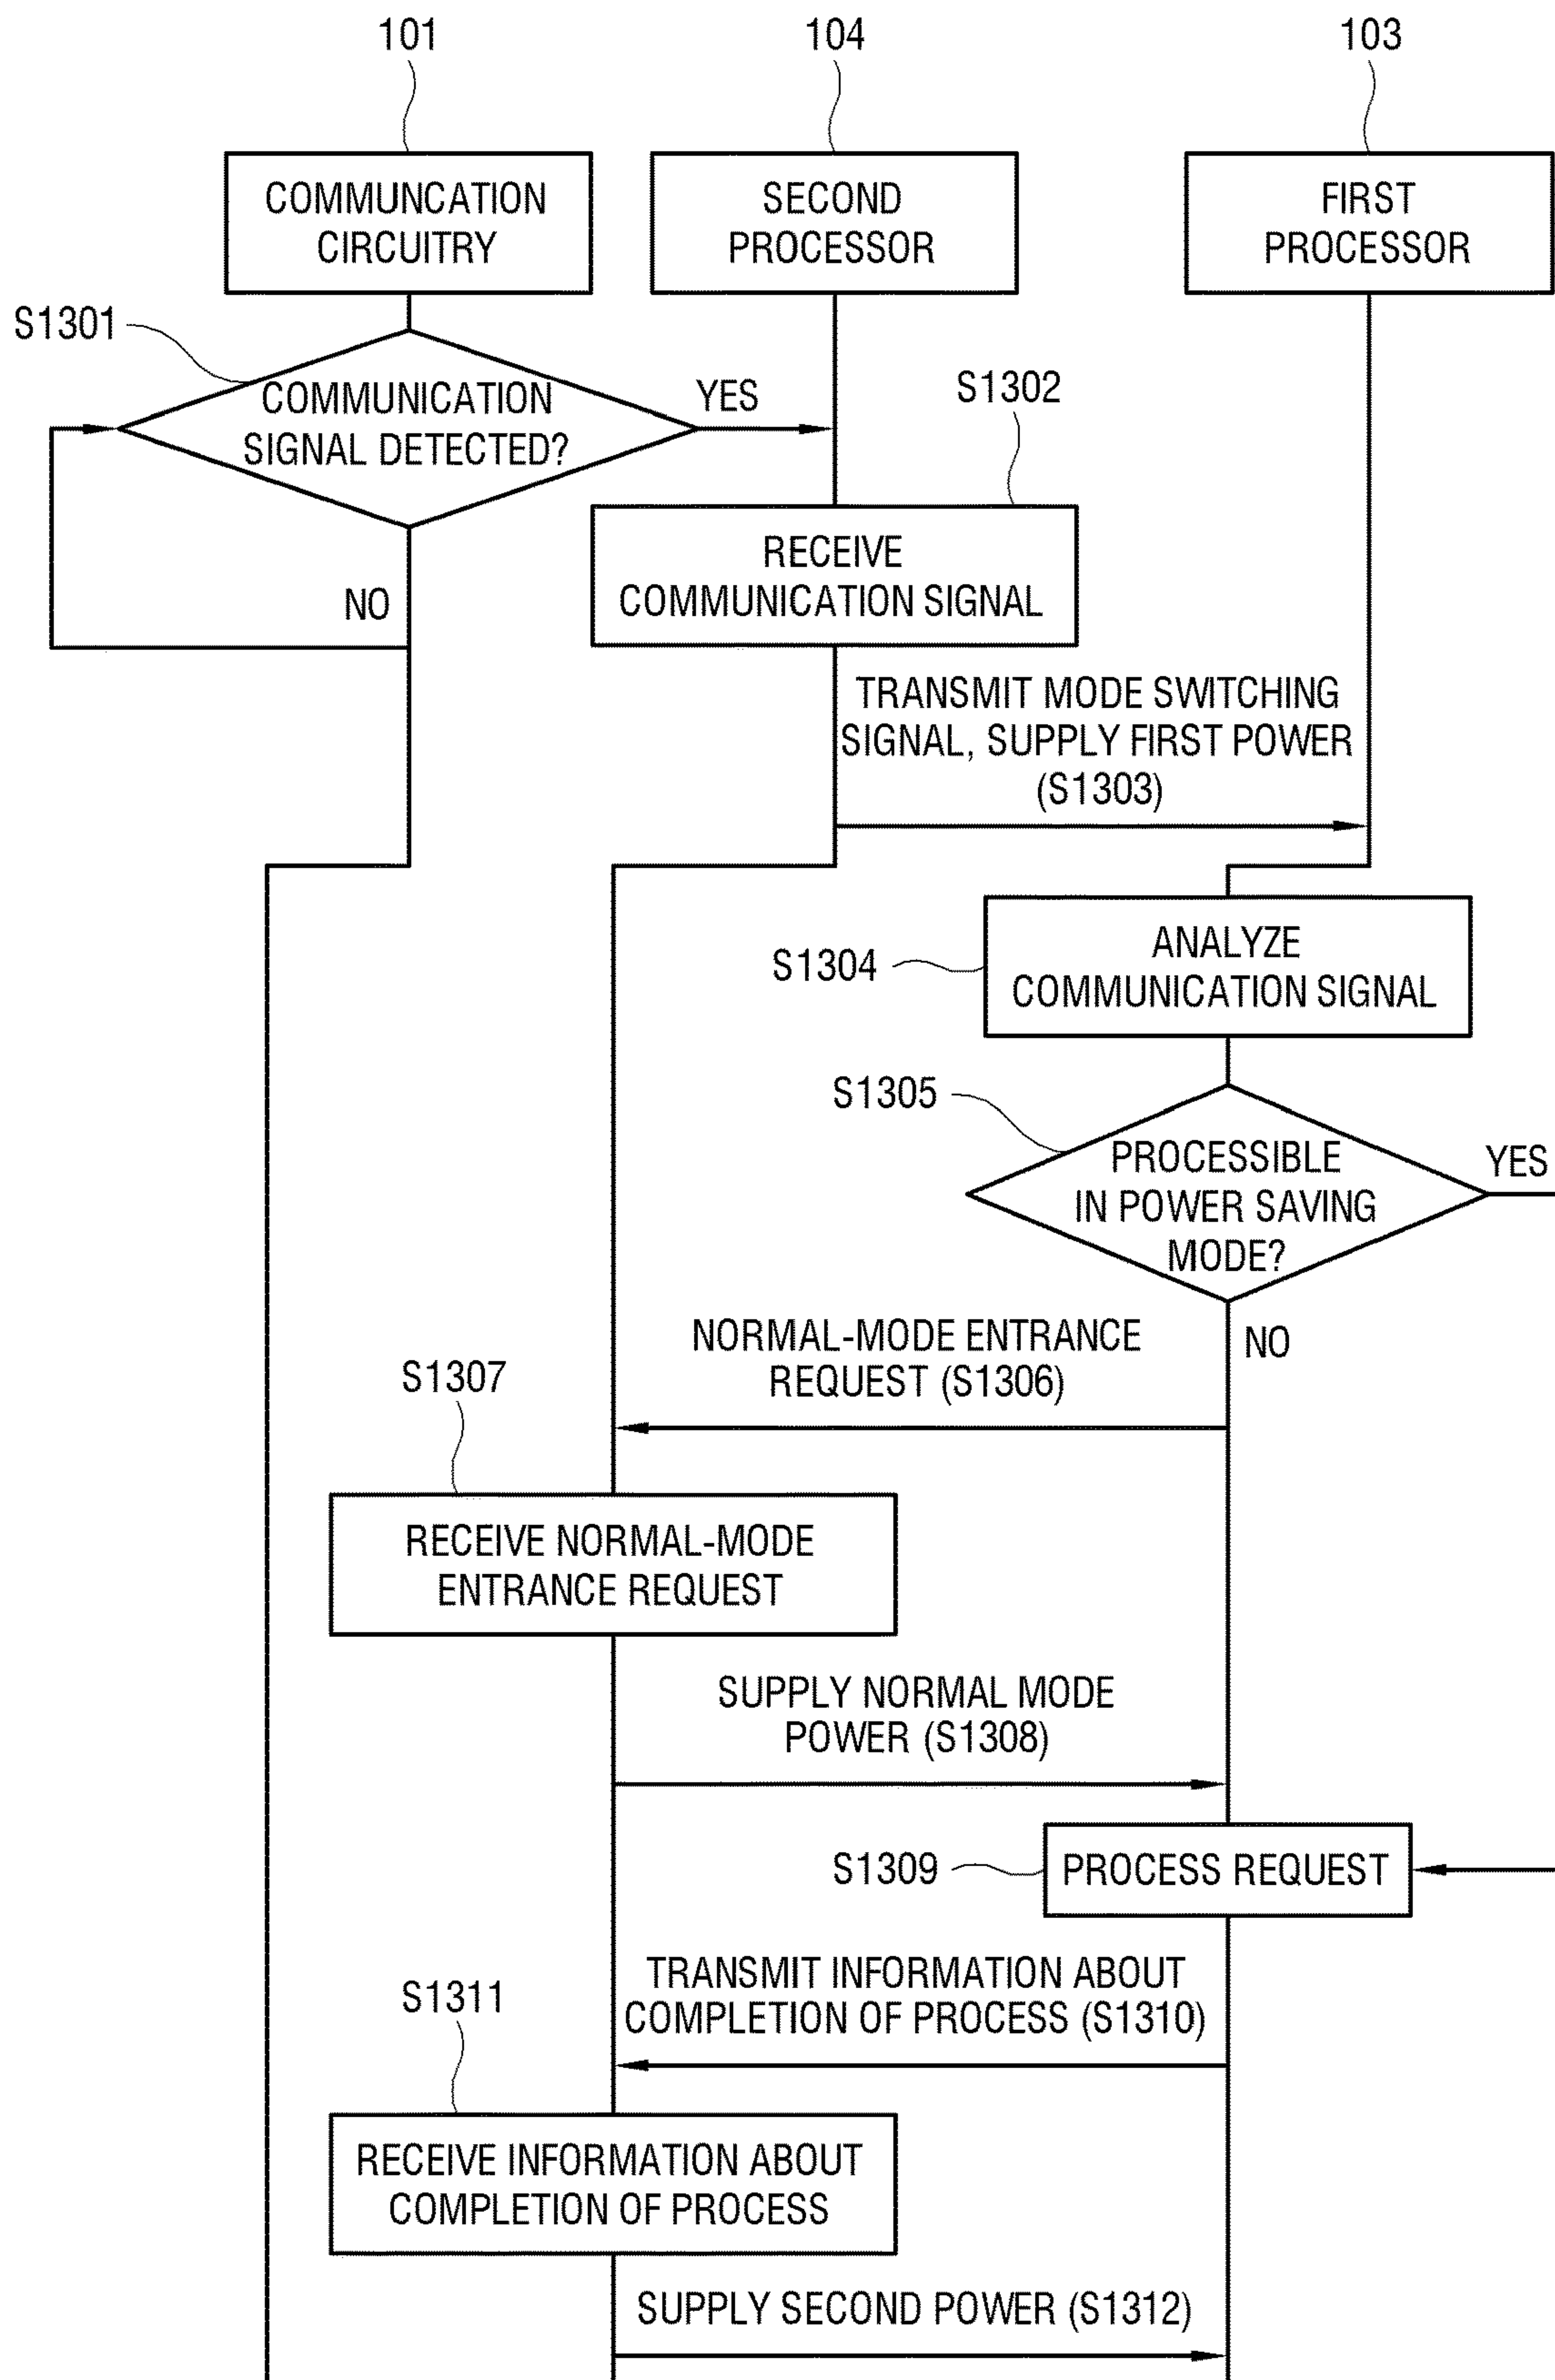 101
104
103
COMMUNCATION
CIRCUITRY
SECOND
PROCESSOR
FIRST
PROCESSOR
S1301
COMMUNICATION
SIGNAL DETECTED?
YES
S1302
NO
RECEIVE
COMMUNICATION SIGNAL
TRANSMIT MODE SWITCHING
SIGNAL, SUPPLY FIRST POWER
(S1303)
S1304
ANALYZE
COMMUNICATION SIGNAL
S1305
PROCESSIBLE
IN POWER SAVING
MODE?
YES
NORMAL-MODE ENTRANCE
REQUEST (S1306)
NO
S1307
RECEIVE NORMAL-MODE
ENTRANCE REQUEST
SUPPLY NORMAL MODE
POWER (S1308)
S1309
PROCESS REQUEST
TRANSMIT INFORMATION ABOUT
COMPLETION OF PROCESS (S1310)
S1311
RECEIVE INFORMATION ABOUT
COMPLETION OF PROCESS
SUPPLY SECOND POWER (S1312)